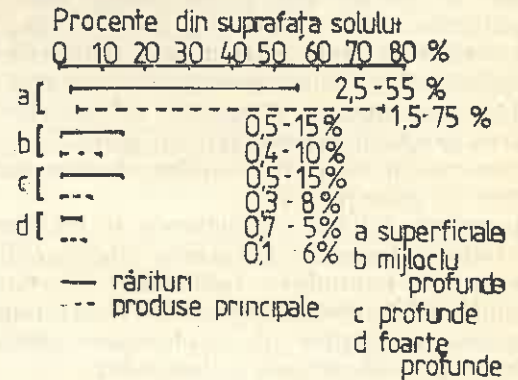 Procente din suprafața solului
0 10 20 30 40 50 60 70 80 %
a[ 2,5-55 %
1,5-75 %
b[ 0,5-15%
0,4-10%
c[ 0,5-15%
0,3-8%
d[ 0,7-5%
0,1 6%
a superficiale
b mijlociu
profunde
c profunde
d foarte
profunde
rărituri
produse principale